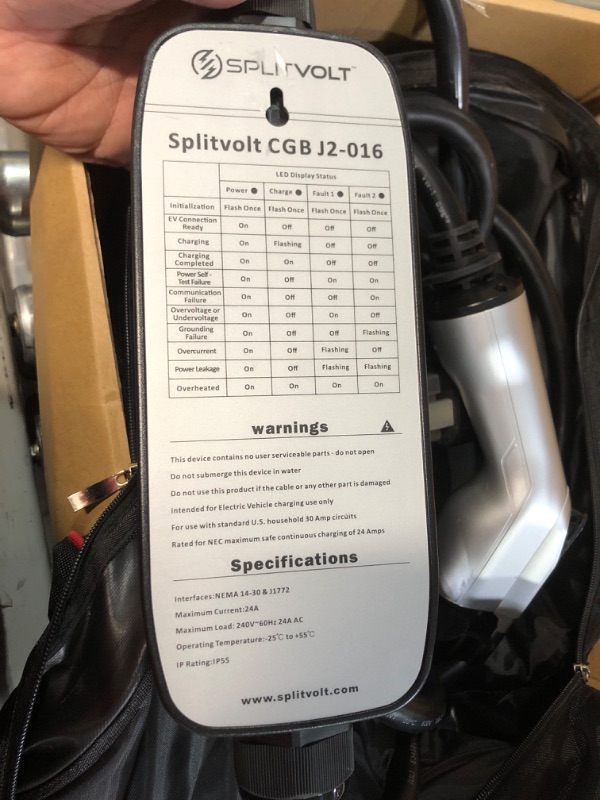 SPLITVOLT™
Splitvolt CGB J2-016
LED Display Status
Power ● Charge ● Fault 1 ● Fault 2 ●
Initialization Flash Once Flash Once Flash Once Flash Once
EV Connection Ready On Off Off Off
Charging On Flashing Off Off
Charging Completed On On Off Off
Power Self-Test Failure On Off On On
Communication Failure On Off Off On
Overvoltage or Undervoltage On Off On Off
Grounding Failure On Off Off Flashing
Overcurrent On Off Flashing Off
Power Leakage On Off Flashing Flashing
Overheated On On On On
warnings
This device contains no user serviceable parts - do not open
Do not submerge this device in water
Do not use this product if the cable or any other part is damaged
Intended for Electric Vehicle charging use only
For use with standard U.S. household 30 Amp circuits
Rated for NEC maximum safe continuous charging of 24 Amps
Specifications
Interfaces:NEMA 14-30 & J1772
Maximum Current:24A
Maximum Load: 240V~60Hz 24A AC
Operating Temperature:-25℃ to +55℃
IP Rating:IP55
www.splitvolt.com